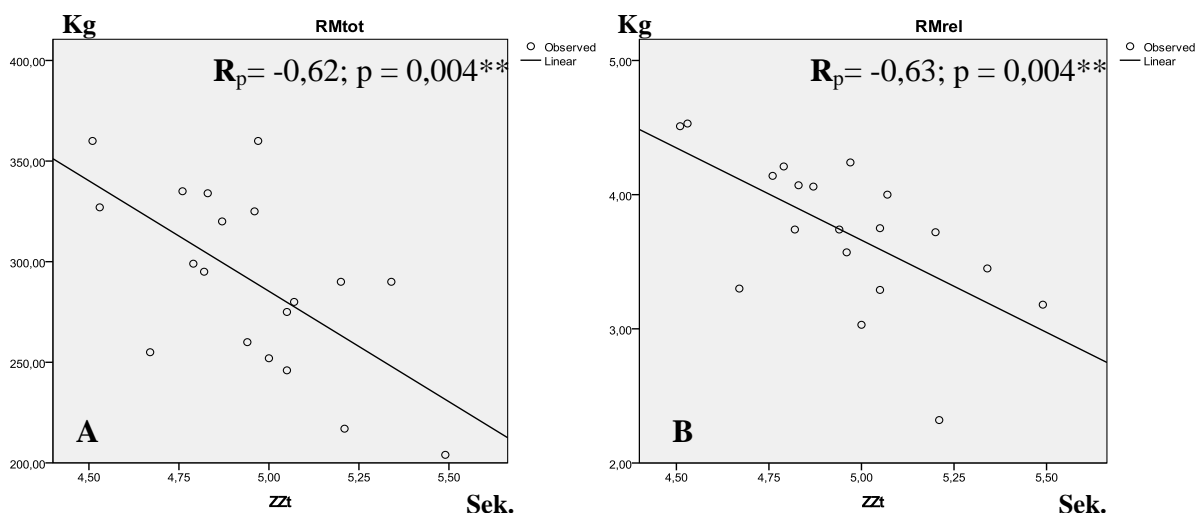 Kg
RMtot
Observed
Linear
Rp= -0,62; p = 0,004**
400,00
350,00
300,00
250,00
200,00
A
4,50 4,75 5,00 5,25 5,50
ZZt
Sek.
Kg
RMrel
Observed
Linear
Rp= -0,63; p = 0,004**
5,00
4,00
3,00
2,00
B
4,50 4,75 5,00 5,25 5,50
ZZt
Sek.